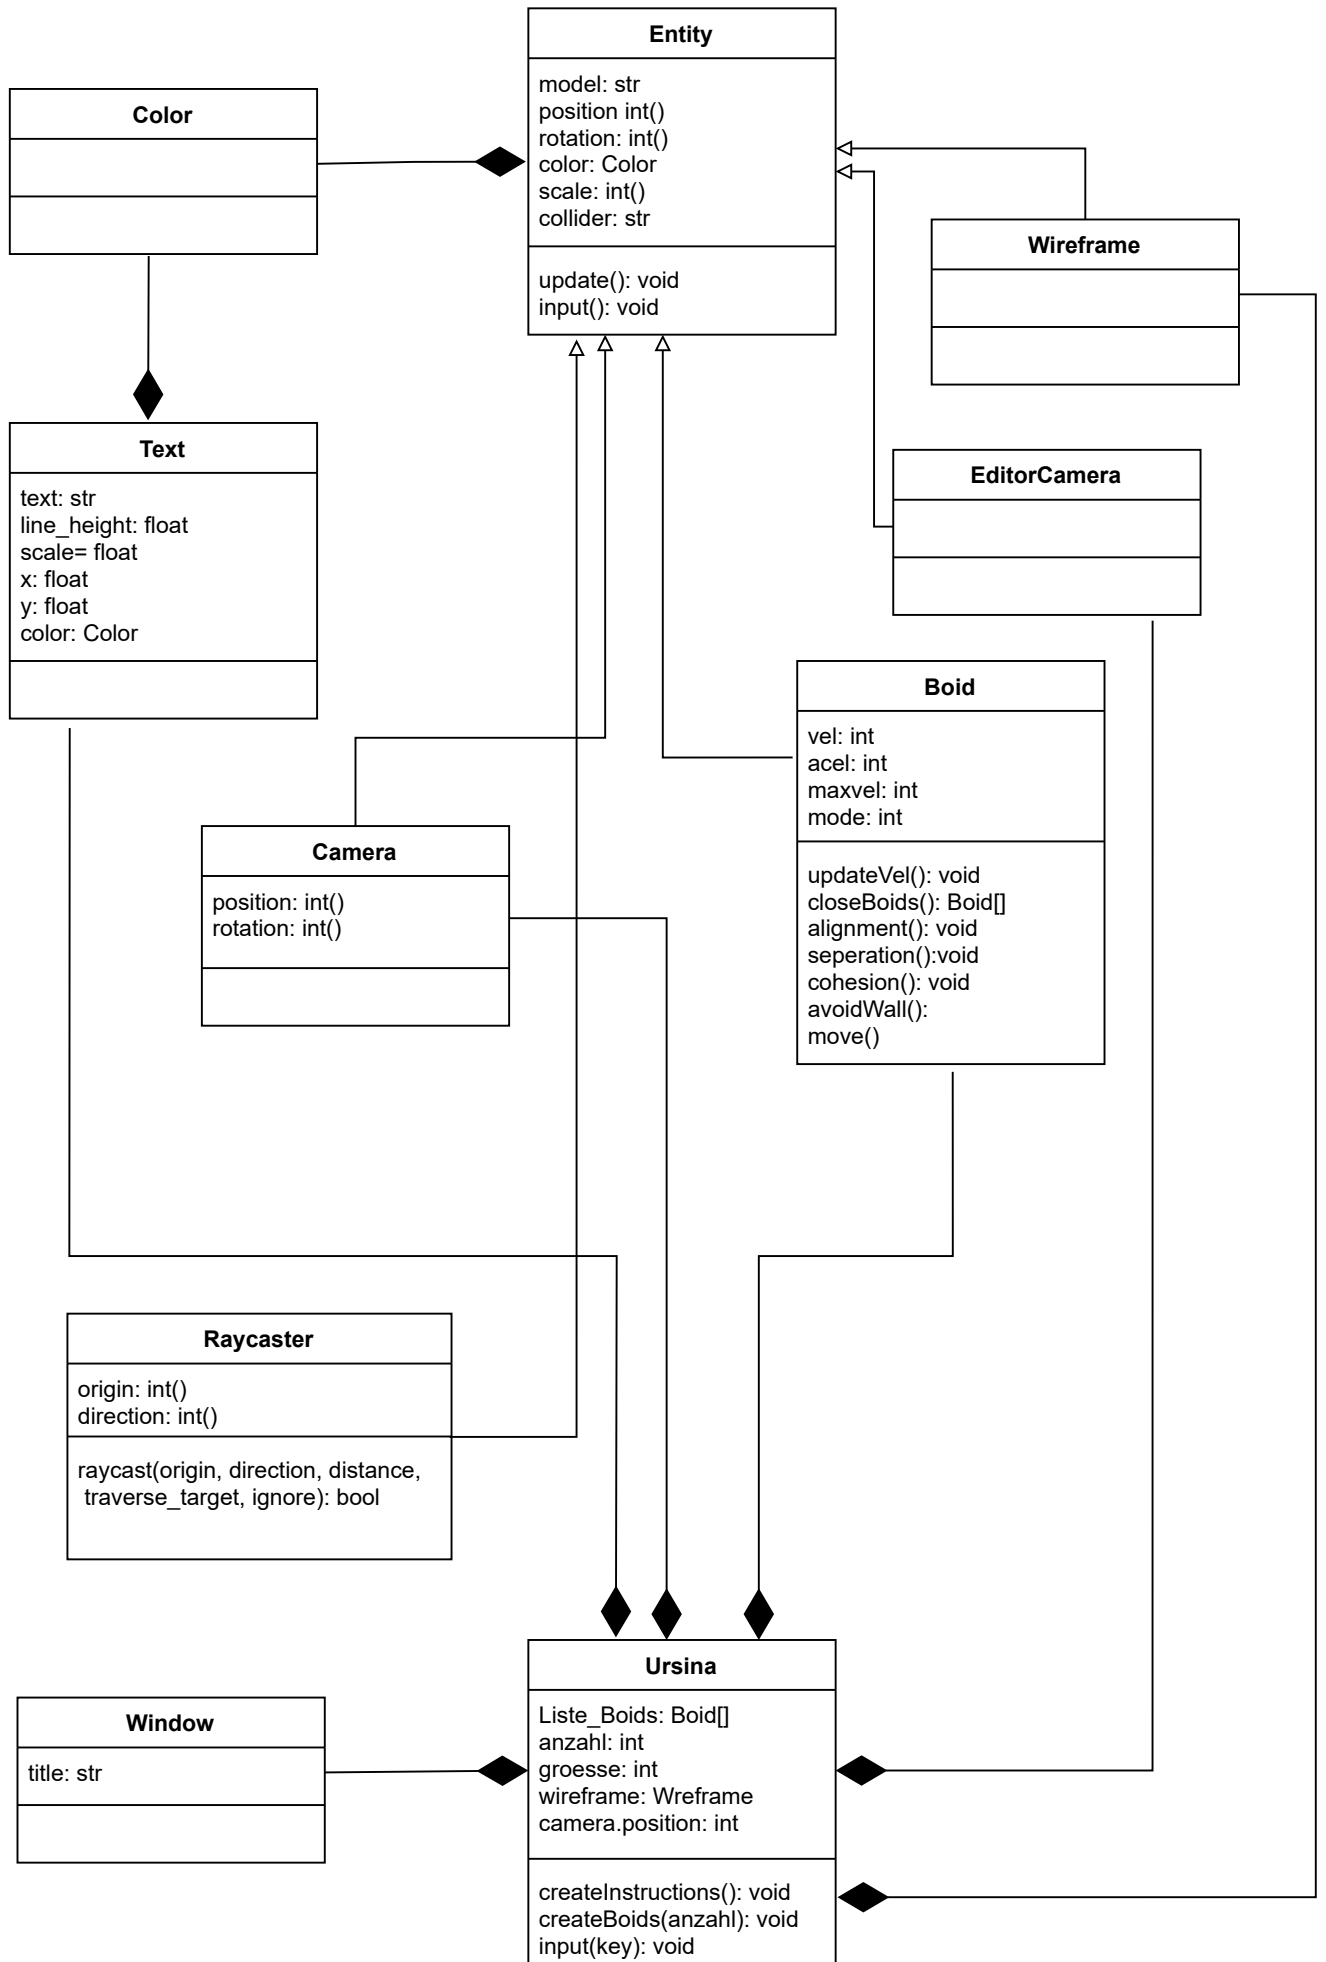 Entity
model: str
position int()
rotation: int()
color: Color
scale: int()
collider: str
update(): void
input(): void
Color
Wireframe
Text
text: str
line_height: float
scale= float
x: float
y: float
color: Color
EditorCamera
Boid
vel: int
acel: int
maxvel: int
mode: int
updateVel(): void
closeBoids(): Boid[]
alignment(): void
seperation():void
cohesion(): void
avoidWall():
move()
Camera
position: int()
rotation: int()
Raycaster
origin: int()
direction: int()
raycast(origin, direction, distance,
traverse_target, ignore): bool
Ursina
Liste_Boids: Boid[]
anzahl: int
groesse: int
wireframe: Wreframe
camera.position: int
createInstructions(): void
createBoids(anzahl): void
input(key): void
Window
title: str